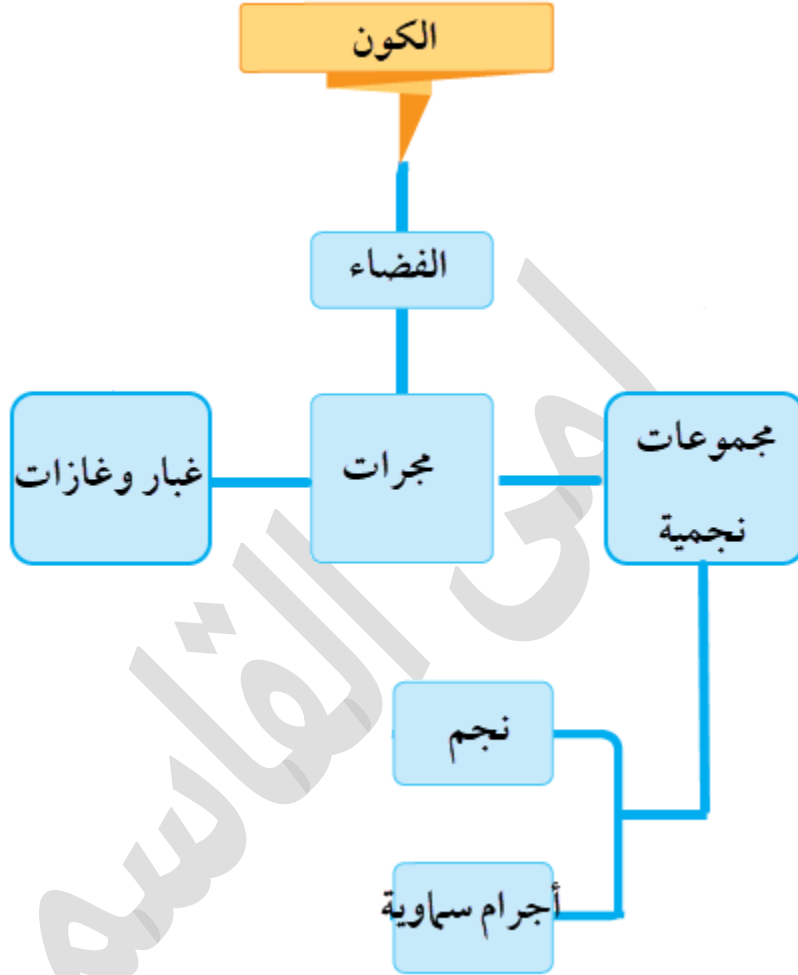 الكون
الفضاء
مجموعات
نجمية
مجرات
غبار وغازات
نجم
أجرام سماوية